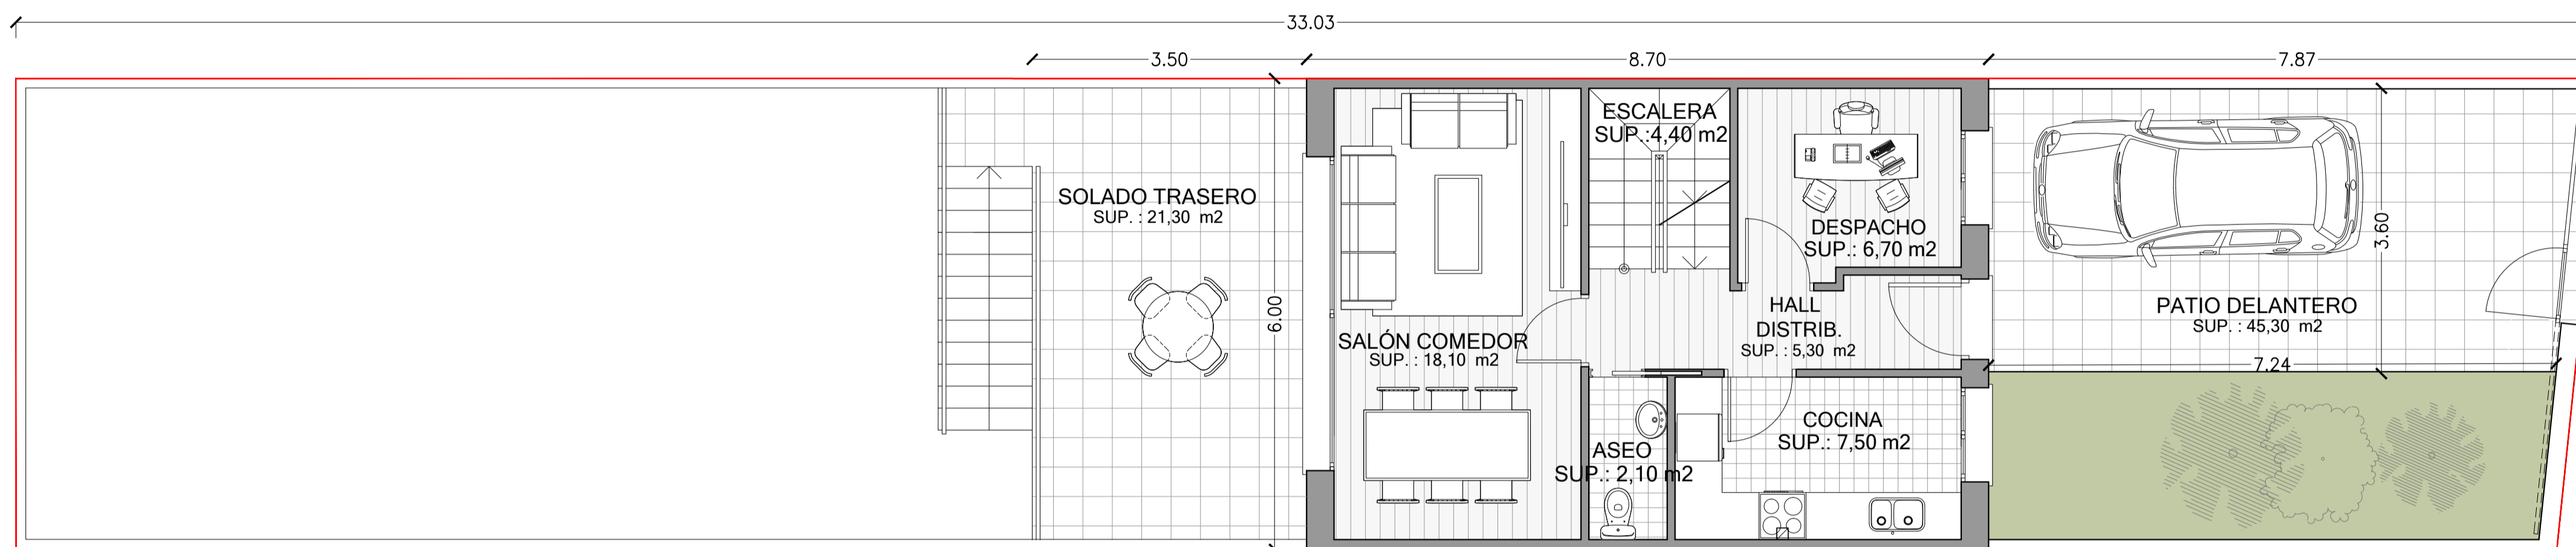 33.03
3.50
8.70
7.87
ESCALERA
SUP.:4,40 m2
SOLADO TRASERO
SUP. : 21,30 m2
DESPACHO
SUP.: 6,70 m2
3.60
6.00
HALL
DISTRIB.
SUP. : 5,30 m2
PATIO DELANTERO
SUP. : 45,30 m2
SALÓN COMEDOR
SUP. : 18,10 m2
7.24
COCINA
SUP.: 7,50 m2
ASEO
SUP.: 2,10 m2